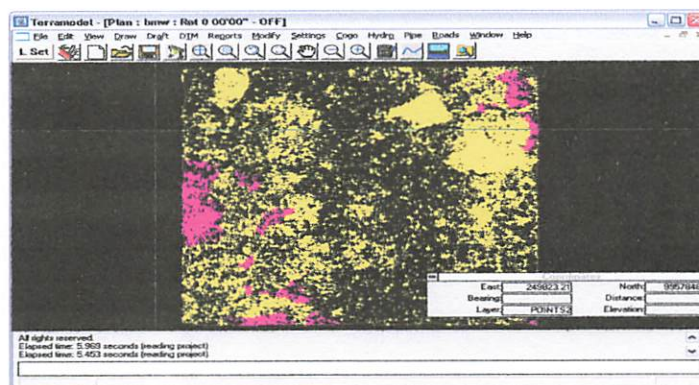 Terramodel - [Plan : bmw : Rot 0 00'00" - OFF]
File Edit View Draw Draft DTM Reports Modify Settings Cogo Hydro Pipe Roads Window Help
L Set
Coordinates
East: 249823.21 North: 9957848
Bearing: Distance:
Layer: POINTS2 Elevation:
All rights reserved.
Elapsed time: 5.969 seconds (reading project)
Elapsed time: 5.453 seconds (reading project)